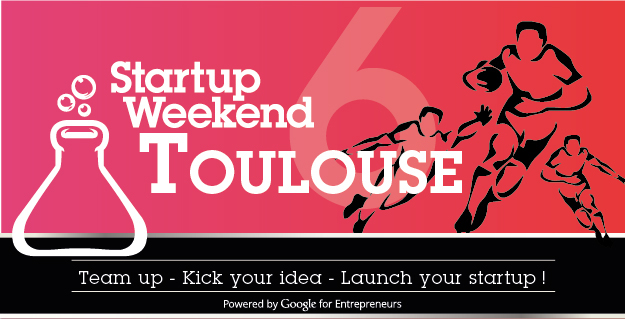 6
Startup
Weekend
TOULOUSE
Team up - Kick your idea - Launch your startup !
Powered by Google for Entrepreneurs